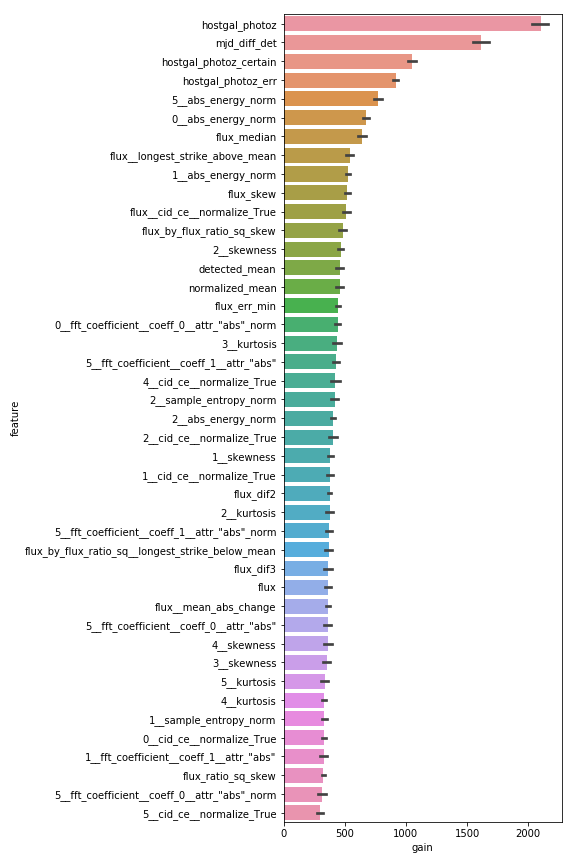 hostgal_photoz
mjd_diff_det
hostgal_photoz_certain
hostgal_photoz_err
5__abs_energy_norm
0__abs_energy_norm
flux_median
flux__longest_strike_above_mean
1__abs_energy_norm
flux_skew
flux__cid_ce__normalize_True
flux_by_flux_ratio_sq_skew
2__skewness
detected_mean
normalized_mean
flux_err_min
0__fft_coefficient__coeff_0__attr_"abs"_norm
3__kurtosis
5__fft_coefficient__coeff_1__attr_"abs"
4__cid_ce__normalize_True
2__sample_entropy_norm
2__abs_energy_norm
2__cid_ce__normalize_True
1__skewness
1__cid_ce__normalize_True
flux_dif2
2__kurtosis
5__fft_coefficient__coeff_1__attr_"abs"_norm
flux_by_flux_ratio_sq__longest_strike_below_mean
flux_dif3
flux
flux__mean_abs_change
5__fft_coefficient__coeff_0__attr_"abs"
4__skewness
3__skewness
5__kurtosis
4__kurtosis
1__sample_entropy_norm
0__cid_ce__normalize_True
1__fft_coefficient__coeff_1__attr_"abs"
flux_ratio_sq_skew
5__fft_coefficient__coeff_0__attr_"abs"_norm
5__cid_ce__normalize_True
feature
0 500 1000 1500 2000
gain